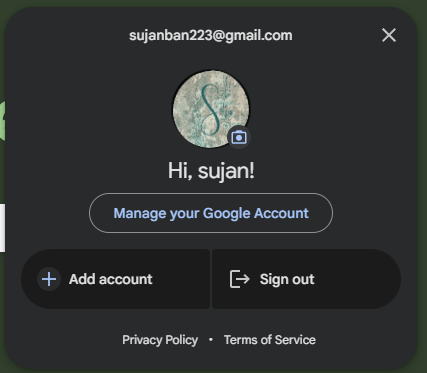 sujanban223@gmail.com
S
Hi, sujan!
Manage your Google Account
Add account
Sign out
Privacy Policy • Terms of Service